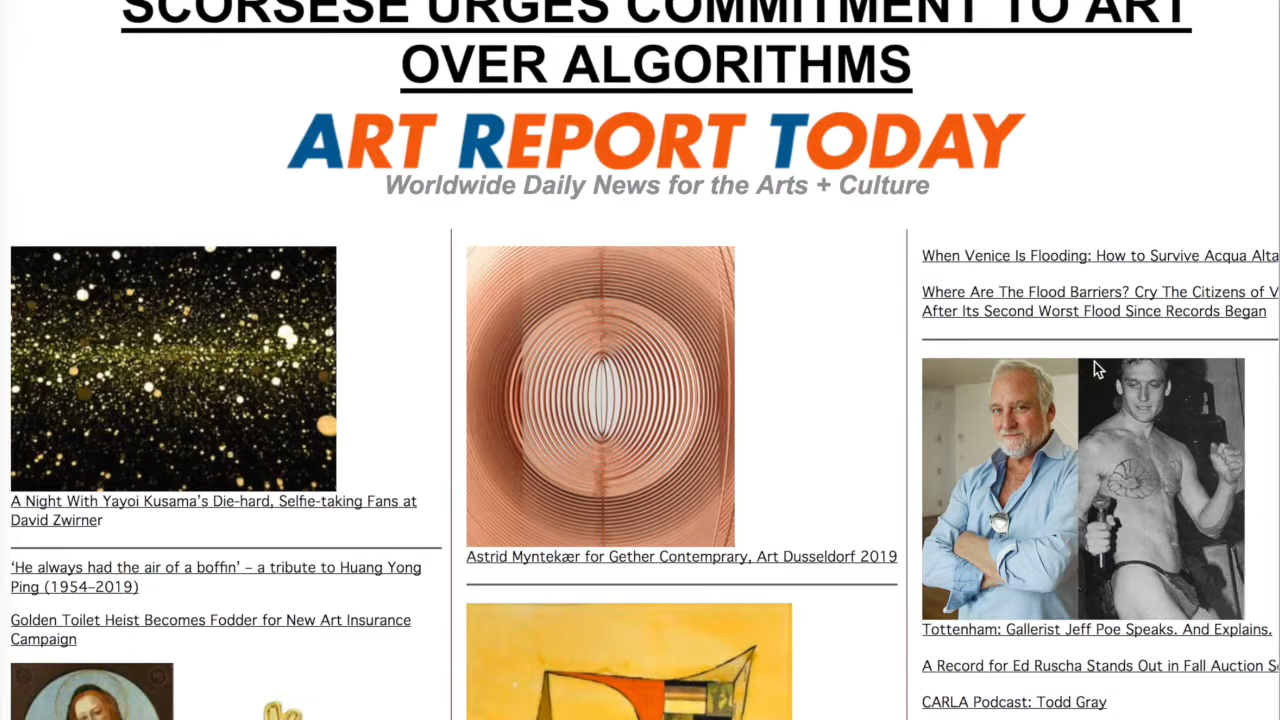 SCORSESE URGES COMMITMENT TO ART
OVER ALGORITHMS
ART REPORT TODAY
Worldwide Daily News for the Arts + Culture
A Night With Yayoi Kusama's Die-hard, Selfie-taking Fans at
David Zwirner
‘He always had the air of a boffin’ – a tribute to Huang Yong
Ping (1954–2019)
Golden Toilet Heist Becomes Fodder for New Art Insurance
Campaign
Astrid Myntekær for Gether Contemprary, Art Dusseldorf 2019
When Venice Is Flooding: How to Survive Acqua Alta
Where Are The Flood Barriers? Cry The Citizens of
After Its Second Worst Flood Since Records Began
Tottenham: Gallerist Jeff Poe Speaks. And Explains.
A Record for Ed Ruscha Stands Out in Fall Auction
CARLA Podcast: Todd Gray